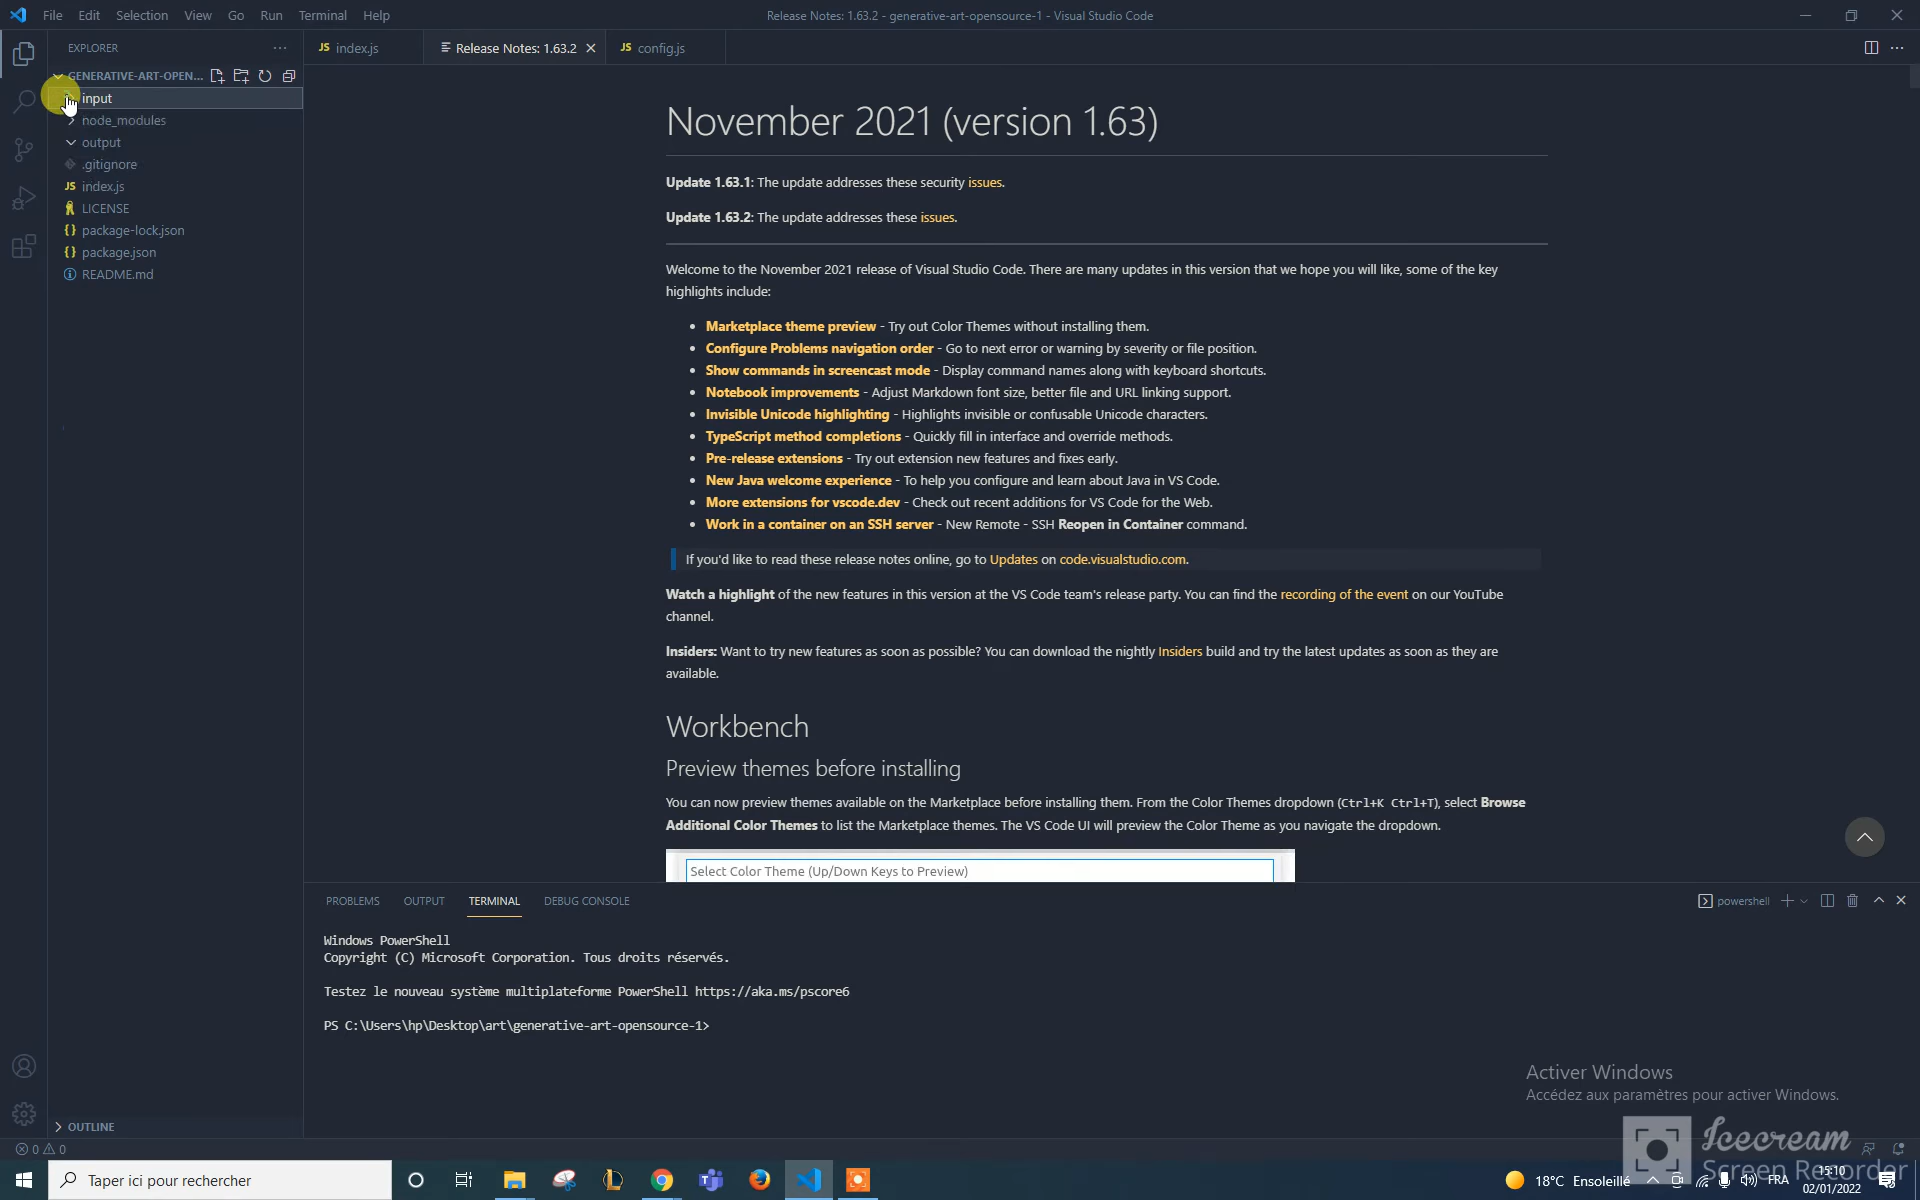 File Edit Selection View Go Run Terminal Help
Release Notes: 1.63.2 - generative-art-opensource-1 - Visual Studio Code
EXPLORER
JS index.js
Release Notes: 1.63.2
JS config.js
GENERATIVE-ART-OPEN...
input
node_modules
output
.gitignore
JS index.js
LICENSE
{} package-lock.json
{} package.json
README.md
November 2021 (version 1.63)
Update 1.63.1: The update addresses these security issues.
Update 1.63.2: The update addresses these issues.
Welcome to the November 2021 release of Visual Studio Code. There are many updates in this version that we hope you will like, some of the key
highlights include:
• Marketplace theme preview - Try out Color Themes without installing them.
• Configure Problems navigation order - Go to next error or warning by severity or file position.
• Show commands in screencast mode - Display command names along with keyboard shortcuts.
• Notebook improvements - Adjust Markdown font size, better file and URL linking support.
• Invisible Unicode highlighting - Highlights invisible or confusable Unicode characters.
• TypeScript method completions - Quickly fill in interface and override methods.
• Pre-release extensions - Try out extension new features and fixes early.
• New Java welcome experience - To help you configure and learn about Java in VS Code.
• More extensions for vscode.dev - Check out recent additions for VS Code for the Web.
• Work in a container on an SSH server - New Remote - SSH Reopen in Container command.
If you'd like to read these release notes online, go to Updates on code.visualstudio.com.
Watch a highlight of the new features in this version at the VS Code team's release party. You can find the recording of the event on our YouTube
channel.
Insiders: Want to try new features as soon as possible? You can download the nightly Insiders build and try the latest updates as soon as they are
available.
Workbench
Preview themes before installing
You can now preview themes available on the Marketplace before installing them. From the Color Themes dropdown (Ctrl+K Ctrl+T), select Browse
Additional Color Themes to list the Marketplace themes. The VS Code UI will preview the Color Theme as you navigate the dropdown.
Select Color Theme (Up/Down Keys to Preview)
PROBLEMS OUTPUT TERMINAL DEBUG CONSOLE
powershell
Windows PowerShell
Copyright (C) Microsoft Corporation. Tous droits réservés.
Testez le nouveau système multiplateforme PowerShell https://aka.ms/pscore6
PS C:\Users\hp\Desktop\art\generative-art-opensource-1>
Activer Windows
Accédez aux paramètres pour activer Windows.
OUTLINE
0 0
Icecream
Screen Recorder
Taper ici pour rechercher
18°C Ensoleillé
FRA
15:10
02/01/2022